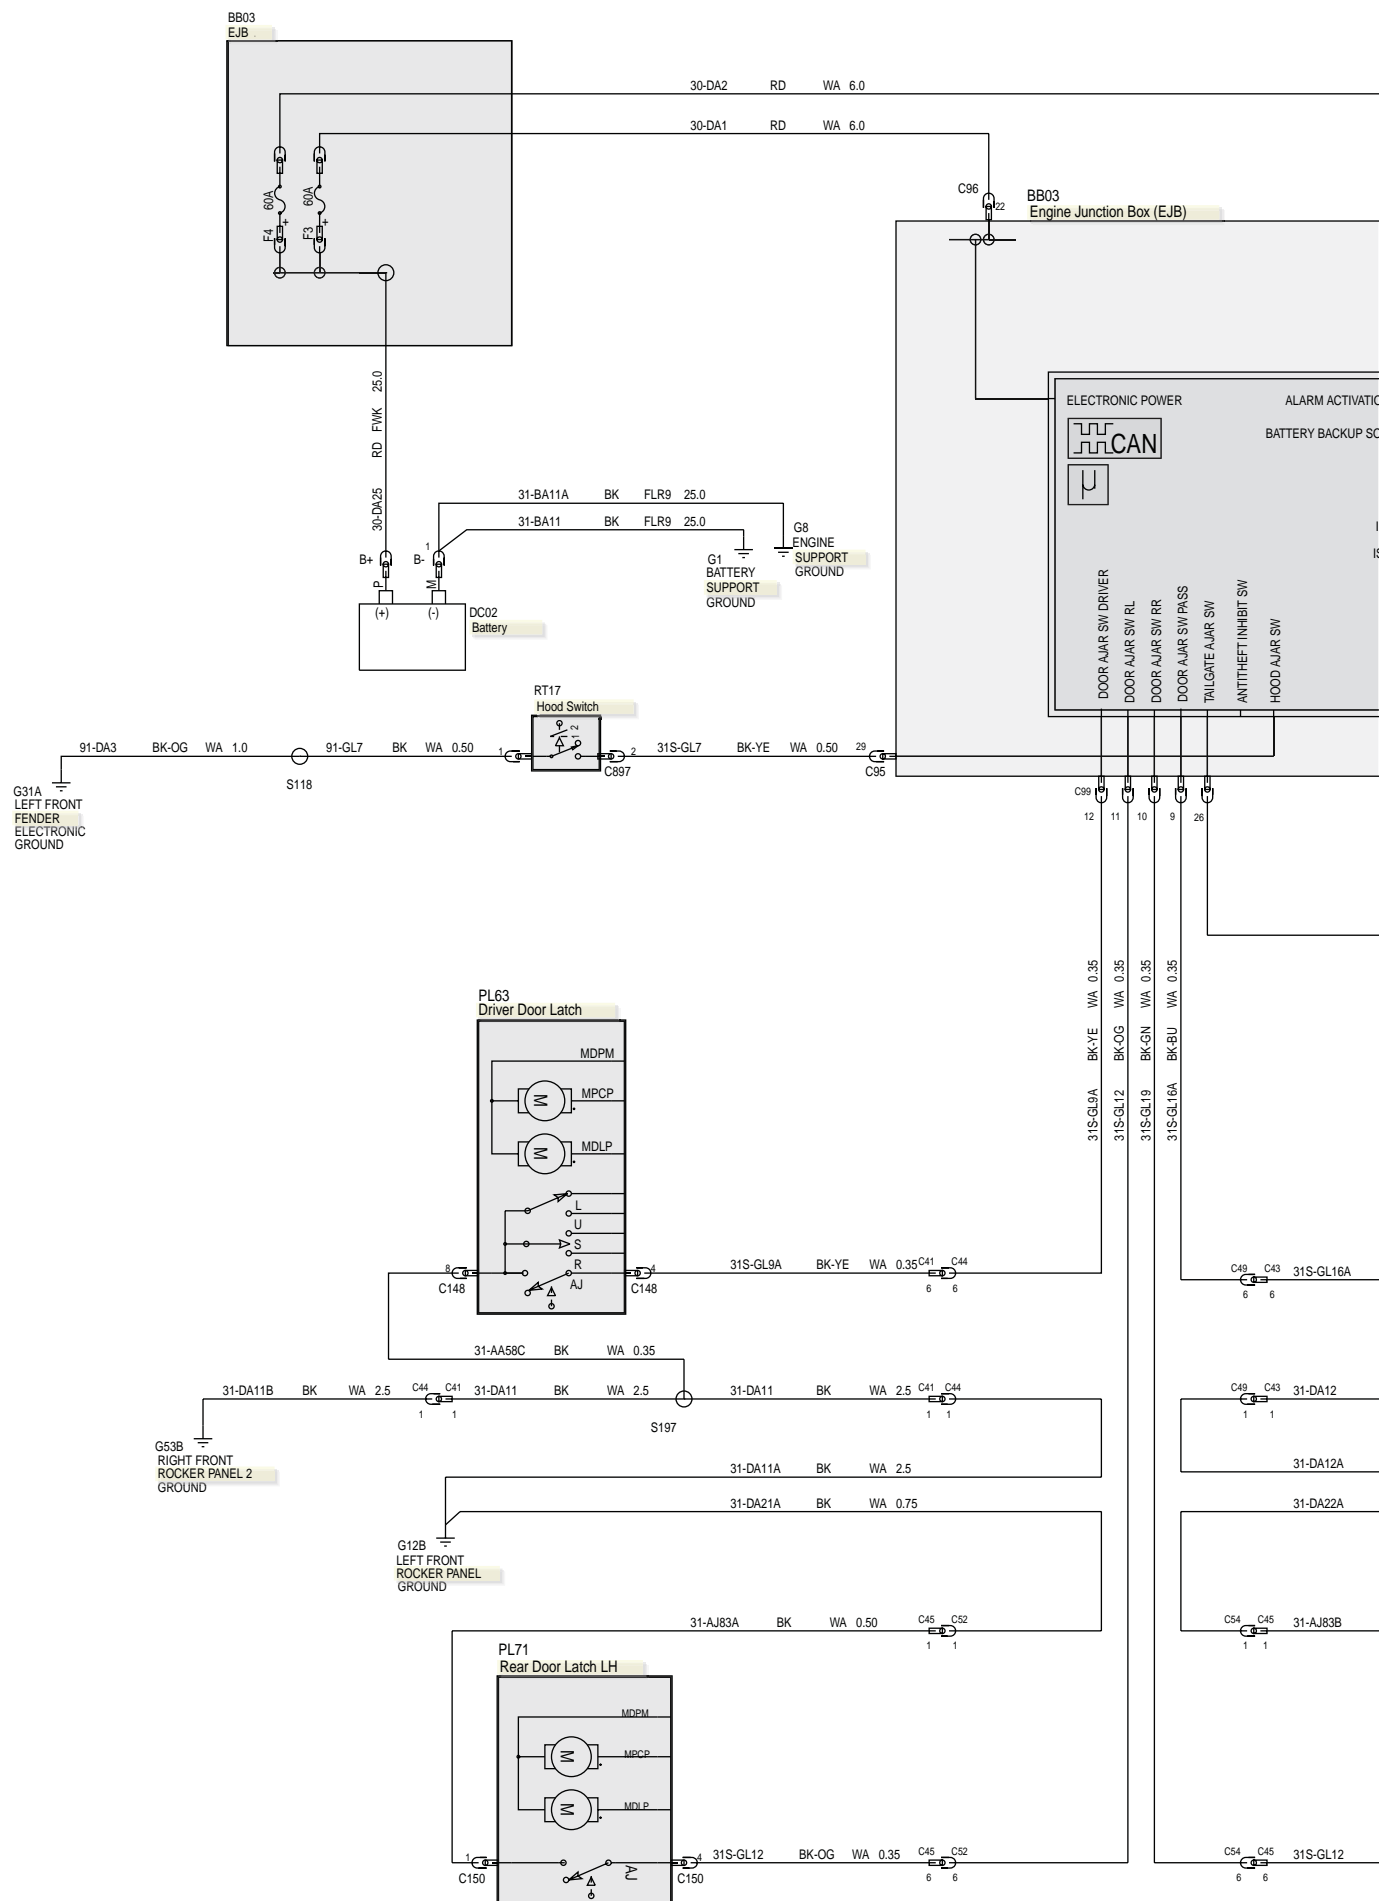 BB03
EJB
30-DA2 RD WA 6.0
30-DA1 RD WA 6.0
60A
60A
+
+
F4
F3
C96
22
BB03
Engine Junction Box (EJB)
30-DA25 RD FWK 25.0
ELECTRONIC POWER
ALARM ACTIVATIO
CAN
BATTERY BACKUP SO
µ
31-BA11A BK FLR9 25.0
31-BA11 BK FLR9 25.0
G8
ENGINE
SUPPORT
GROUND
G1
BATTERY
SUPPORT
GROUND
B+
1
B-
P
M
(+)
(-)
DC02
Battery
I
IS
DOOR AJAR SW DRIVER
DOOR AJAR SW RL
DOOR AJAR SW RR
DOOR AJAR SW PASS
TAILGATE AJAR SW
ANTITHEFT INHIBIT SW
HOOD AJAR SW
RT17
Hood Switch
1 2
91-DA3 BK-OG WA 1.0
91-GL7 BK WA 0.50
1
2
31S-GL7 BK-YE WA 0.50
29
S118
C897
C95
G31A
LEFT FRONT
FENDER
ELECTRONIC
GROUND
C99
12 11 10 9 26
31S-GL9A BK-YE WA 0.35
31S-GL12 BK-OG WA 0.35
31S-GL19 BK-GN WA 0.35
31S-GL16A BK-BU WA 0.35
PL63
Driver Door Latch
MDPM
M
MPCP
M
MDLP
L
U
S
R
AJ
8
C148
4
C148
31S-GL9A BK-YE WA 0.35
C41 C44
6 6
C49 C43
6 6
31S-GL16A
31-AA58C BK WA 0.35
31-DA11B BK WA 2.5
C44 C41
1 1
31-DA11 BK WA 2.5
31-DA11 BK WA 2.5
C41 C44
1 1
C49 C43
1 1
31-DA12
S197
G53B
RIGHT FRONT
ROCKER PANEL 2
GROUND
31-DA11A BK WA 2.5
31-DA12A
31-DA21A BK WA 0.75
31-DA22A
G12B
LEFT FRONT
ROCKER PANEL
GROUND
31-AJ83A BK WA 0.50
C45 C52
1 1
C54 C45
1 1
31-AJ83B
PL71
Rear Door Latch LH
MDPM
M
MPCP
M
MDLP
AJ
1
C150
4
C150
31S-GL12 BK-OG WA 0.35
C45 C52
6 6
C54 C45
6 6
31S-GL12